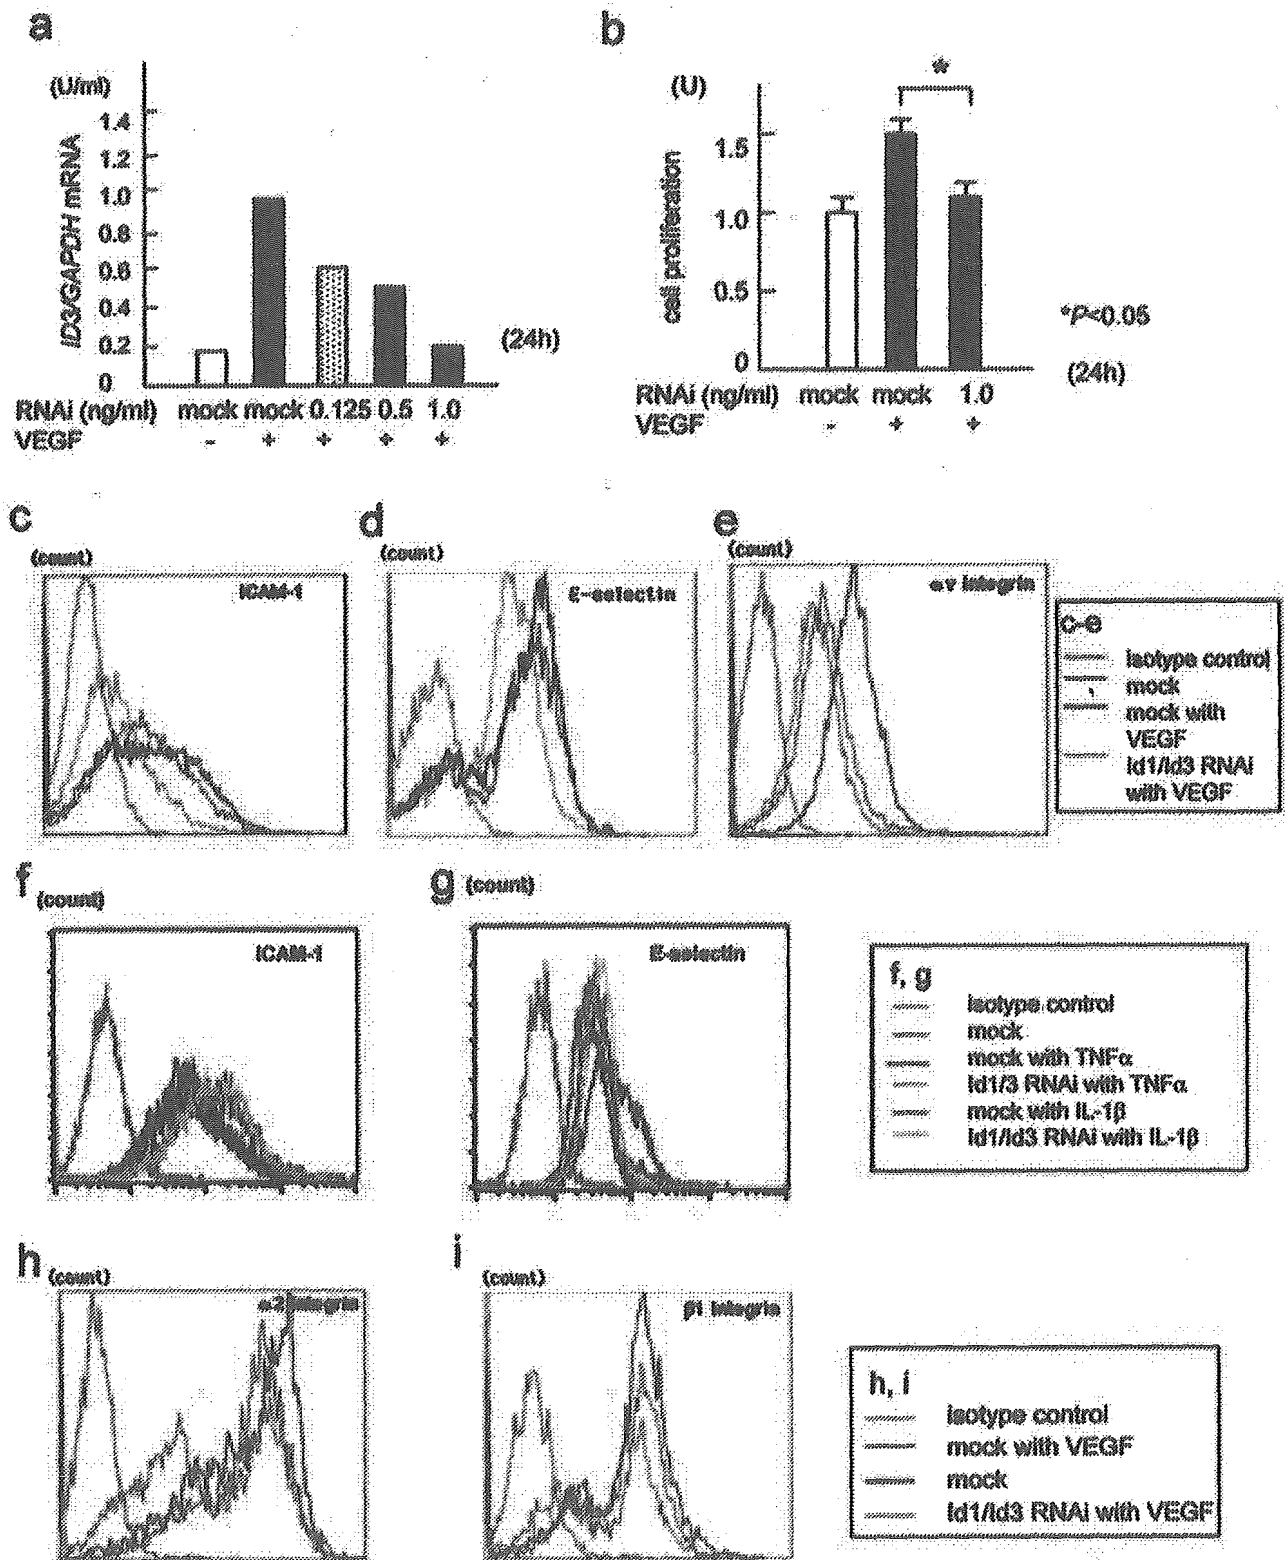 a
(U/ml)
1.4
1.2
1.0
0.8
0.6
0.4
0.2
0
ID3/GAPDH mRNA
(24h)
RNAi (ng/ml) mock mock 0.125 0.5 1.0
VEGF - + + + +
b
(U)
*
1.5
1.0
0.5
0
cell proliferation
*P<0.05
(24h)
RNAi (ng/ml) mock mock 1.0
VEGF - + +
c
(count)
ICAM-1
d
(count)
E-selectin
e
(count)
αv integrin
c-e
isotype control
mock
mock with
VEGF
Id1/Id3 RNAi
with VEGF
f
(count)
ICAM-1
g (count)
E-selectin
f, g
isotype control
mock
mock with TNFα
Id1/3 RNAi with TNFα
mock with IL-1β
Id1/Id3 RNAi with IL-1β
h
(count)
α2 integrin
i
(count)
β1 integrin
h, i
isotype control
mock with VEGF
mock
Id1/Id3 RNAi with VEGF